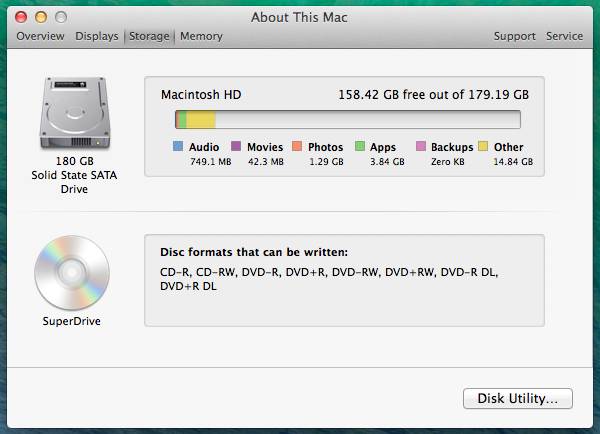 About This Mac
Overview Displays Storage Memory Support Service
Macintosh HD 158.42 GB free out of 179.19 GB
Audio Movies Photos Apps Backups Other
749.1 MB 42.3 MB 1.29 GB 3.84 GB Zero KB 14.84 GB
180 GB
Solid State SATA
Drive
Disc formats that can be written:
CD-R, CD-RW, DVD-R, DVD+R, DVD-RW, DVD+RW, DVD-R DL,
DVD+R DL
SuperDrive
Disk Utility...